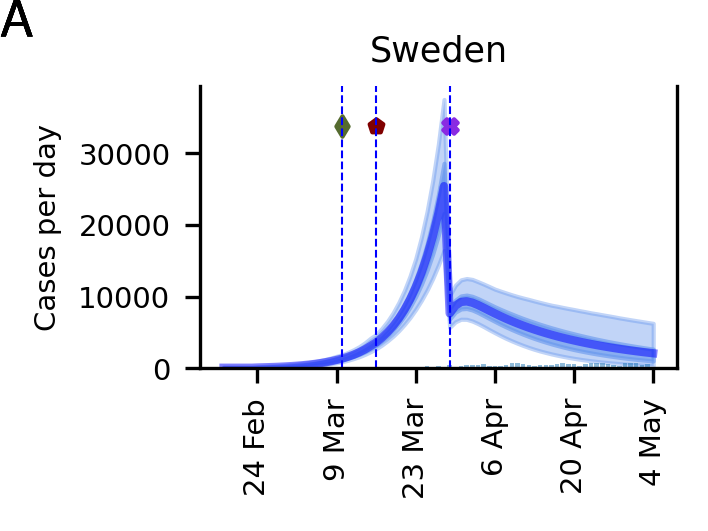 A
Sweden
Cases per day
30000
20000
10000
0
24 Feb
9 Mar
23 Mar
6 Apr
20 Apr
4 May